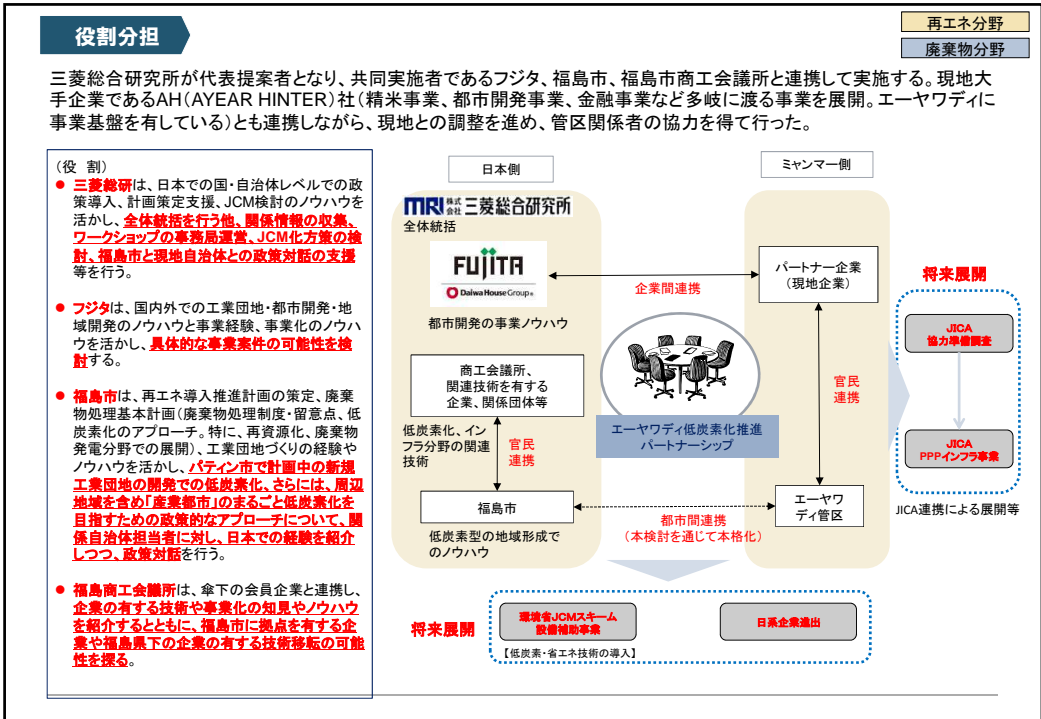 役割分担
再エネ分野
廃棄物分野
三菱総合研究所が代表提案者となり、共同実施者であるフジタ、福島市、福島市商工会議所と連携して実施する。現地大
手企業であるAH(AYEAR HINTER)社(精米事業、都市開発事業、金融事業など多岐に渡る事業を展開。エーヤワディに
事業基盤を有している)とも連携しながら、現地との調整を進め、管区関係者の協力を得て行った。
(役 割)
● 三菱総研は、日本での国・自治体レベルでの政
策導入、計画策定支援、JCM検討のノウハウを
活かし、全体統括を行う他、関係情報の収集、
ワークショップの事務局運営、JCM化方策の検
討、福島市と現地自治体との政策対話の支援
等を行う。
● フジタは、国内外での工業団地・都市開発・地
域開発のノウハウと事業経験、事業化のノウハ
ウを活かし、具体的な事業案件の可能性を検
討する。
● 福島市は、再エネ導入推進計画の策定、廃棄
物処理基本計画(廃棄物処理制度・留意点、低
炭素化のアプローチ。特に、再資源化、廃棄物
発電分野での展開)、工業団地づくりの経験や
ノウハウを活かし、パティン市で計画中の新規
工業団地の開発での低炭素化、さらには、周辺
地域を含め「産業都市」のまるごと低炭素化を
目指すための政策的なアプローチについて、関
係自治体担当者に対し、日本での経験を紹介
しつつ、政策対話を行う。
● 福島商工会議所は、傘下の会員企業と連携し、
企業の有する技術や事業化の知見やノウハウ
を紹介するとともに、福島市に拠点を有する企
業や福島県下の企業の有する技術移転の可能
性を探る。
日本側
ミャンマー側
MRI 株式会社 三菱総合研究所
全体統括
FUJITA
Daiwa House Group®
都市開発の事業ノウハウ
企業間連携
パートナー企業
(現地企業)
商工会議所、
関連技術を有する
企業、関係団体等
低炭素化、イン
フラ分野の関連
技術
官民
連携
エーヤワディ低炭素化推進
パートナーシップ
官民
連携
福島市
低炭素型の地域形成で
のノウハウ
都市間連携
(本検討を通じて本格化)
エーヤワ
ディ管区
将来展開
JICA
協力準備調査
JICA
PPPインフラ事業
JICA連携による展開等
将来展開
環境省JCMスキーム
設備補助事業
日系企業進出
【低炭素・省エネ技術の導入】